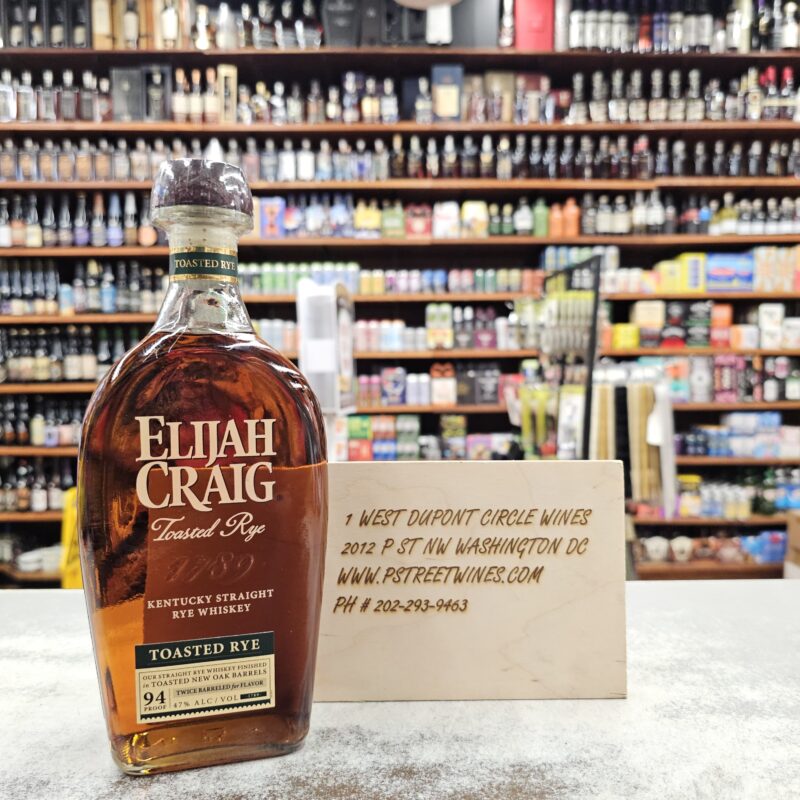 TOASTED RYE
ELIJAH
CRAIG
Toasted Rye
1789
KENTUCKY STRAIGHT
RYE WHISKEY
TOASTED RYE
OUR STRAIGHT RYE WHISKEY FINISHED
in TOASTED NEW OAK BARRELS
94
PROOF
TWICE BARRELED for FLAVOR
47% ALC/VOL
1789
1 WEST DUPONT CIRCLE WINES
2012 P ST NW WASHINGTON DC
WWW.PSTREETWINES.COM
PH # 202-293-9463